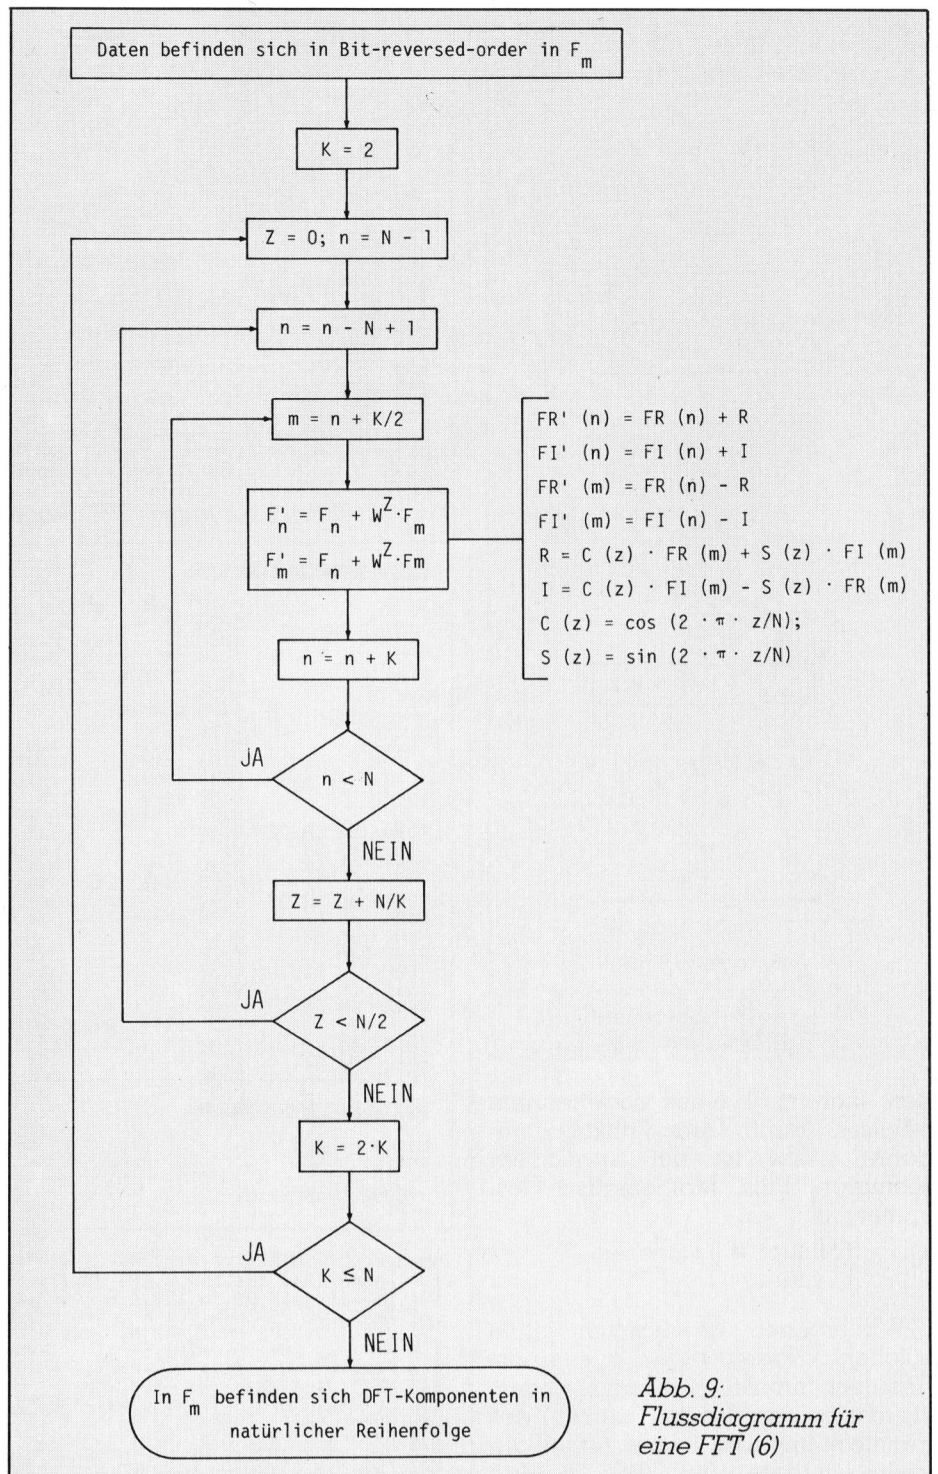 Daten befinden sich in Bit-reversed-order in F_m
K = 2
Z = 0; n = N - 1
n = n - N + 1
m = n + K/2
F'_n = F_n + W^Z·F_m
F'_m = F_n + W^Z·Fm
FR' (n) = FR (n) + R
FI' (n) = FI (n) + I
FR' (m) = FR (n) - R
FI' (m) = FI (n) - I
R = C (z) · FR (m) + S (z) · FI (m)
I = C (z) · FI (m) - S (z) · FR (m)
C (z) = cos (2 · π · z/N);
S (z) = sin (2 · π · z/N)
n = n + K
JA
n < N
NEIN
Z = Z + N/K
JA
Z < N/2
NEIN
K = 2·K
JA
K ≤ N
NEIN
In F_m befinden sich DFT-Komponenten in
natürlicher Reihenfolge
Abb. 9:
Flussdiagramm für
eine FFT (6)